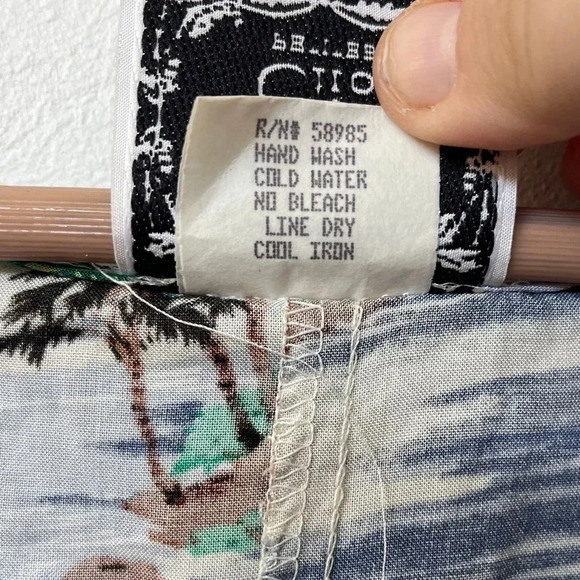 R/N# 58985
HAND WASH
COLD WATER
NO BLEACH
LINE DRY
COOL IRON